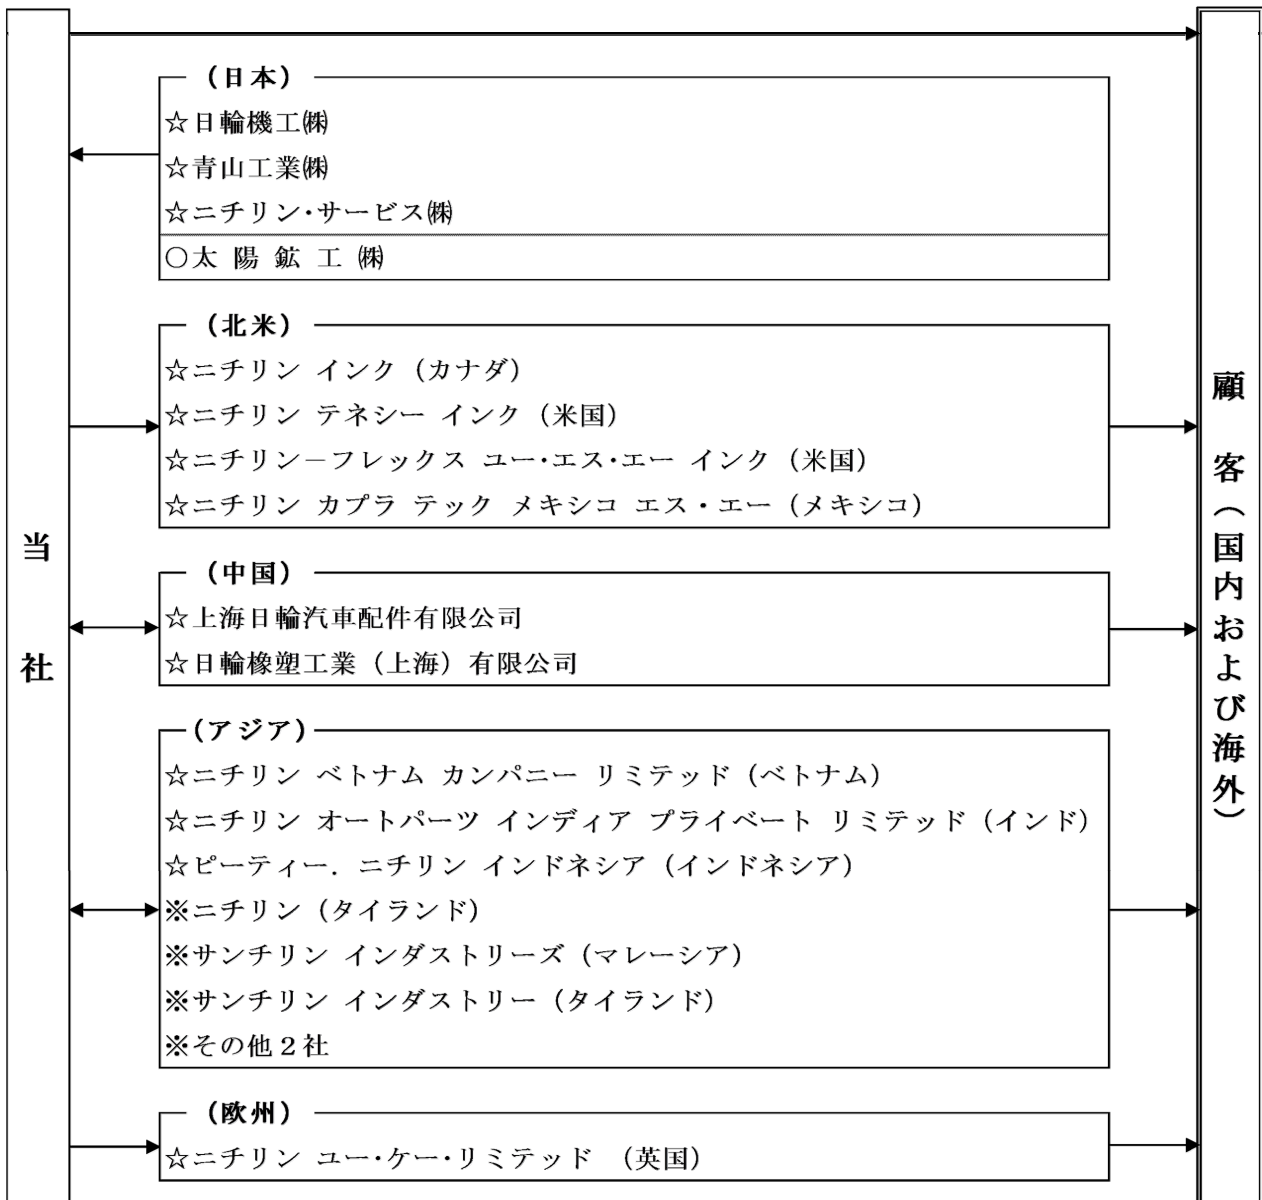 当社
（日本）
☆日輪機工㈱
☆青山工業㈱
☆ニチリン・サービス㈱
○太 陽 鉱 工 ㈱
（北米）
☆ニチリン インク（カナダ）
☆ニチリン テネシー インク（米国）
☆ニチリン－フレックス ユー・エス・エー インク（米国）
☆ニチリン カプラ テック メキシコ エス・エー（メキシコ）
（中国）
☆上海日輪汽車配件有限公司
☆日輪橡塑工業（上海）有限公司
（アジア）
☆ニチリン ベトナム カンパニー リミテッド（ベトナム）
☆ニチリン オートパーツ インディア プライベート リミテッド（インド）
☆ピーティー．ニチリン インドネシア（インドネシア）
※ニチリン（タイランド）
※サンチリン インダストリーズ（マレーシア）
※サンチリン インダストリー（タイランド）
※その他２社
（欧州）
☆ニチリン ユー・ケー・リミテッド （英国）
顧 客（国内および海外）